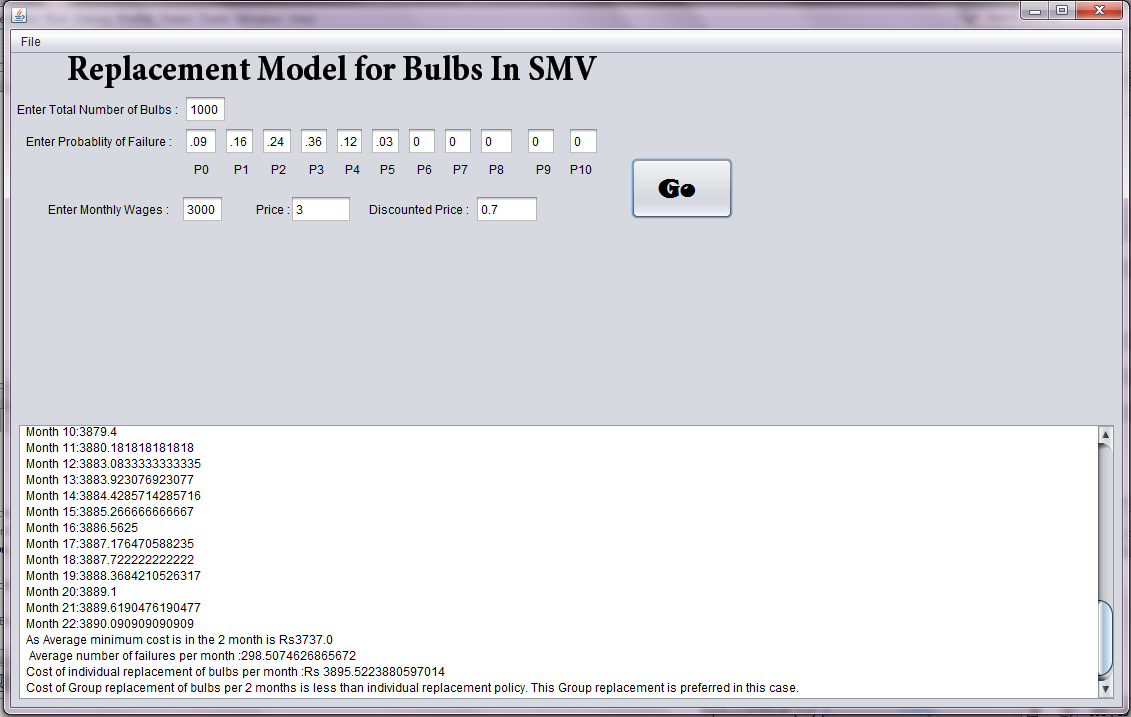 File
Replacement Model for Bulbs In SMV
Enter Total Number of Bulbs : 1000
Enter Probablity of Failure : .09 .16 .24 .36 .12 .03 0 0 0 0 0
P0 P1 P2 P3 P4 P5 P6 P7 P8 P9 P10
Go
Enter Monthly Wages : 3000 Price : 3 Discounted Price : 0.7
Month 10:3879.4
Month 11:3880.181818181818
Month 12:3883.0833333333335
Month 13:3883.923076923077
Month 14:3884.4285714285716
Month 15:3885.266666666667
Month 16:3886.5625
Month 17:3887.176470588235
Month 18:3887.722222222222
Month 19:3888.3684210526317
Month 20:3889.1
Month 21:3889.6190476190477
Month 22:3890.090909090909
As Average minimum cost is in the 2 month is Rs3737.0
Average number of failures per month :298.5074626865672
Cost of individual replacement of bulbs per month :Rs 3895.5223880597014
Cost of Group replacement of bulbs per 2 months is less than individual replacement policy. This Group replacement is preferred in this case.